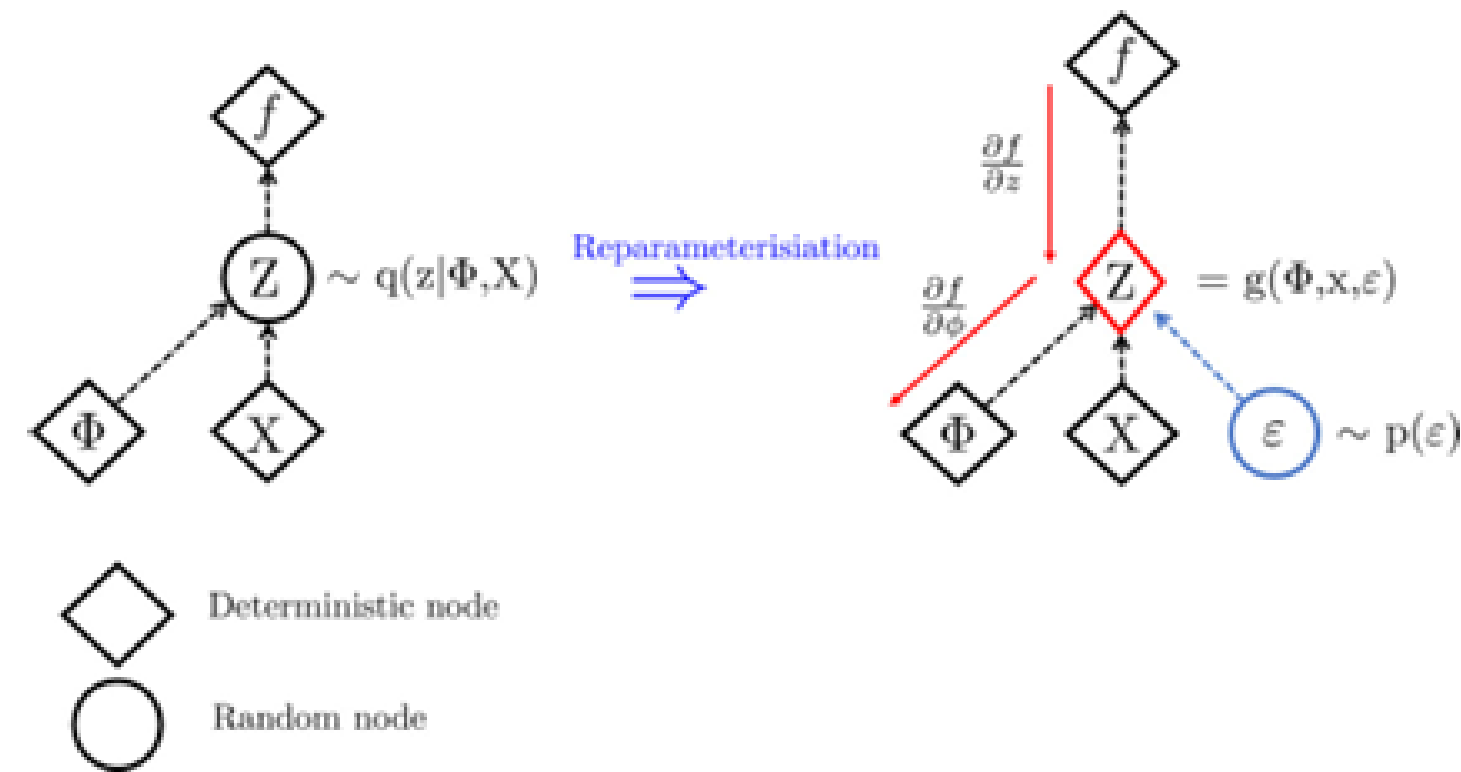 f
f
∂f/∂z
Reparameterisiation
Z ~ q(z|Φ,X)
⇒
Z = g(Φ,x,ε)
∂f/∂ϕ
Φ X
Φ X ε ~ p(ε)
Deterministic node
Random node